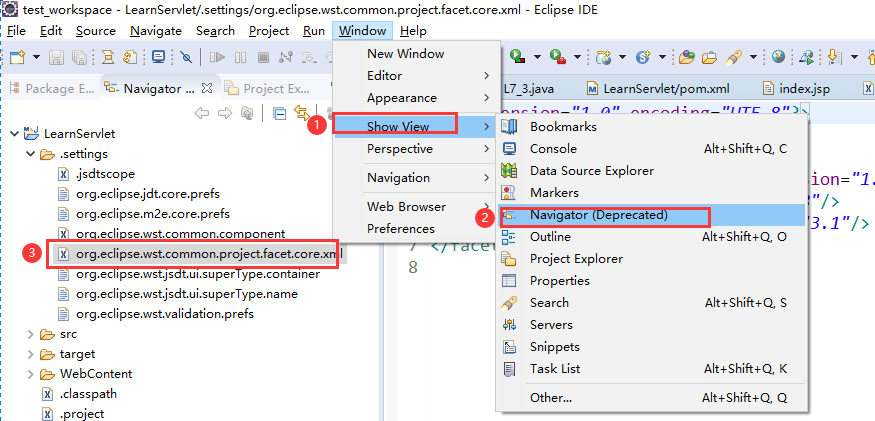 test_workspace - LearnServlet/.settings/org.eclipse.wst.common.project.facet.core.xml - Eclipse IDE
File Edit Source Navigate Search Project Run Window Help
Package E... Navigator ... Project Ex... L7_3.java LearnServlet/pom.xml index.jsp
LearnServlet
.settings
.jsdtscope
org.eclipse.jdt.core.prefs
org.eclipse.m2e.core.prefs
org.eclipse.wst.common.component
3 org.eclipse.wst.common.project.facet.core.xml
org.eclipse.wst.jsdt.ui.superType.container
org.eclipse.wst.jsdt.ui.superType.name
org.eclipse.wst.validation.prefs
src
target
WebContent
.classpath
.project
New Window
Editor
Appearance
1 Show View
Perspective
Navigation
Web Browser
Preferences
Bookmarks
Console Alt+Shift+Q, C
Data Source Explorer
Markers
2 Navigator (Deprecated)
Outline Alt+Shift+Q, O
Project Explorer
Properties
Search Alt+Shift+Q, S
Servers
Snippets
Task List Alt+Shift+Q, K
Other... Alt+Shift+Q, Q
ension="1.0" encoding="UTF-8"?>
sion="1.
8"/>
"3.1"/>
7 </facet
8